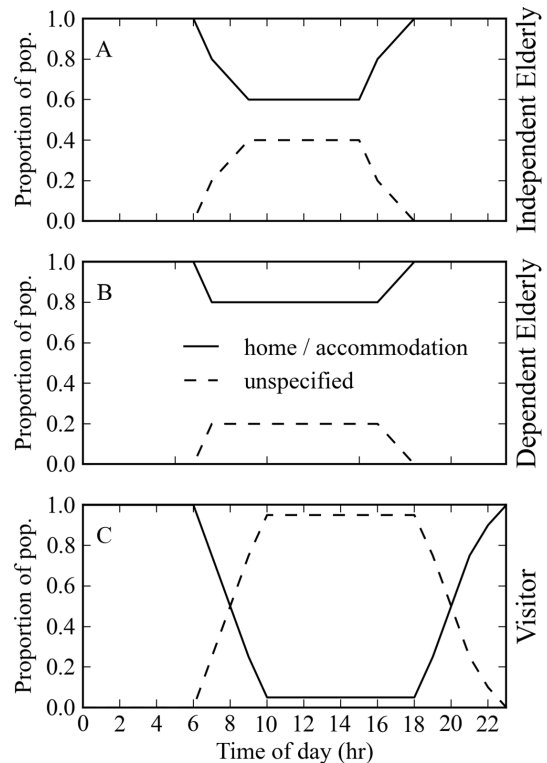 1.0
0.8
0.6
0.4
0.2
0.0
Proportion of pop.
A
Independent Elderly
1.0
0.8
0.6
0.4
0.2
0.0
Proportion of pop.
B
home / accommodation
unspecified
Dependent Elderly
1.0
0.8
0.6
0.4
0.2
0.0
Proportion of pop.
C
Visitor
0 2 4 6 8 10 12 14 16 18 20 22
Time of day (hr)